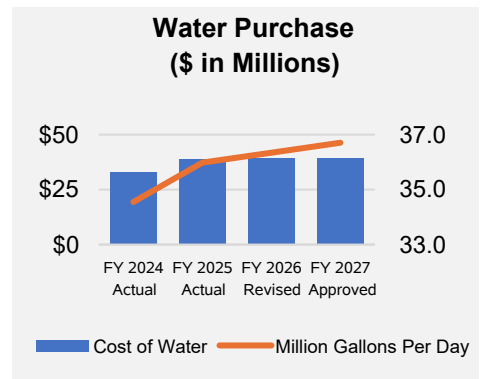 Water Purchase
($ in Millions)
$50
$25
$0
37.0
35.0
33.0
FY 2024 FY 2025 FY 2026 FY 2027
Actual Actual Revised Approved
Cost of Water Million Gallons Per Day